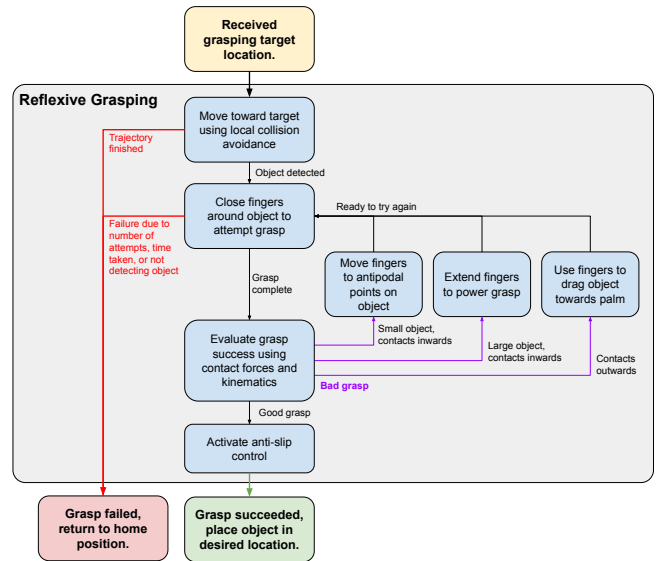 Received
grasping target
location.
Reflexive Grasping
Move toward target
using local collision
avoidance
Trajectory
finished
Object detected
Close fingers
around object to
attempt grasp
Ready to try again
Failure due to
number of
attempts, time
taken, or not
detecting object
Grasp
complete
Move fingers
to antipodal
points on
object
Extend fingers
to power grasp
Use fingers to
drag object
towards palm
Evaluate grasp
success using
contact forces and
kinematics
Small object,
contacts inwards
Large object,
contacts inwards
Contacts
outwards
Bad grasp
Good grasp
Activate anti-slip
control
Grasp failed,
return to home
position.
Grasp succeeded,
place object in
desired location.